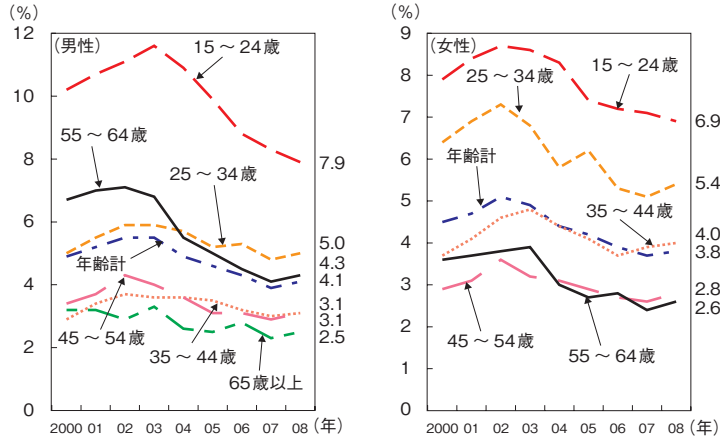 (%)
(男性)
12
10
8
6
4
2
0
15～24歳
55～64歳
25～34歳
年齢計
45～54歳
35～44歳
65歳以上
7.9
5.0
4.3
4.1
3.1
3.1
2.5
2000 01 02 03 04 05 06 07 08 (年)
(%)
(女性)
9
8
7
6
5
4
3
2
1
0
25～34歳
15～24歳
年齢計
35～44歳
45～54歳
55～64歳
6.9
5.4
4.0
3.8
2.8
2.6
2000 01 02 03 04 05 06 07 08 (年)